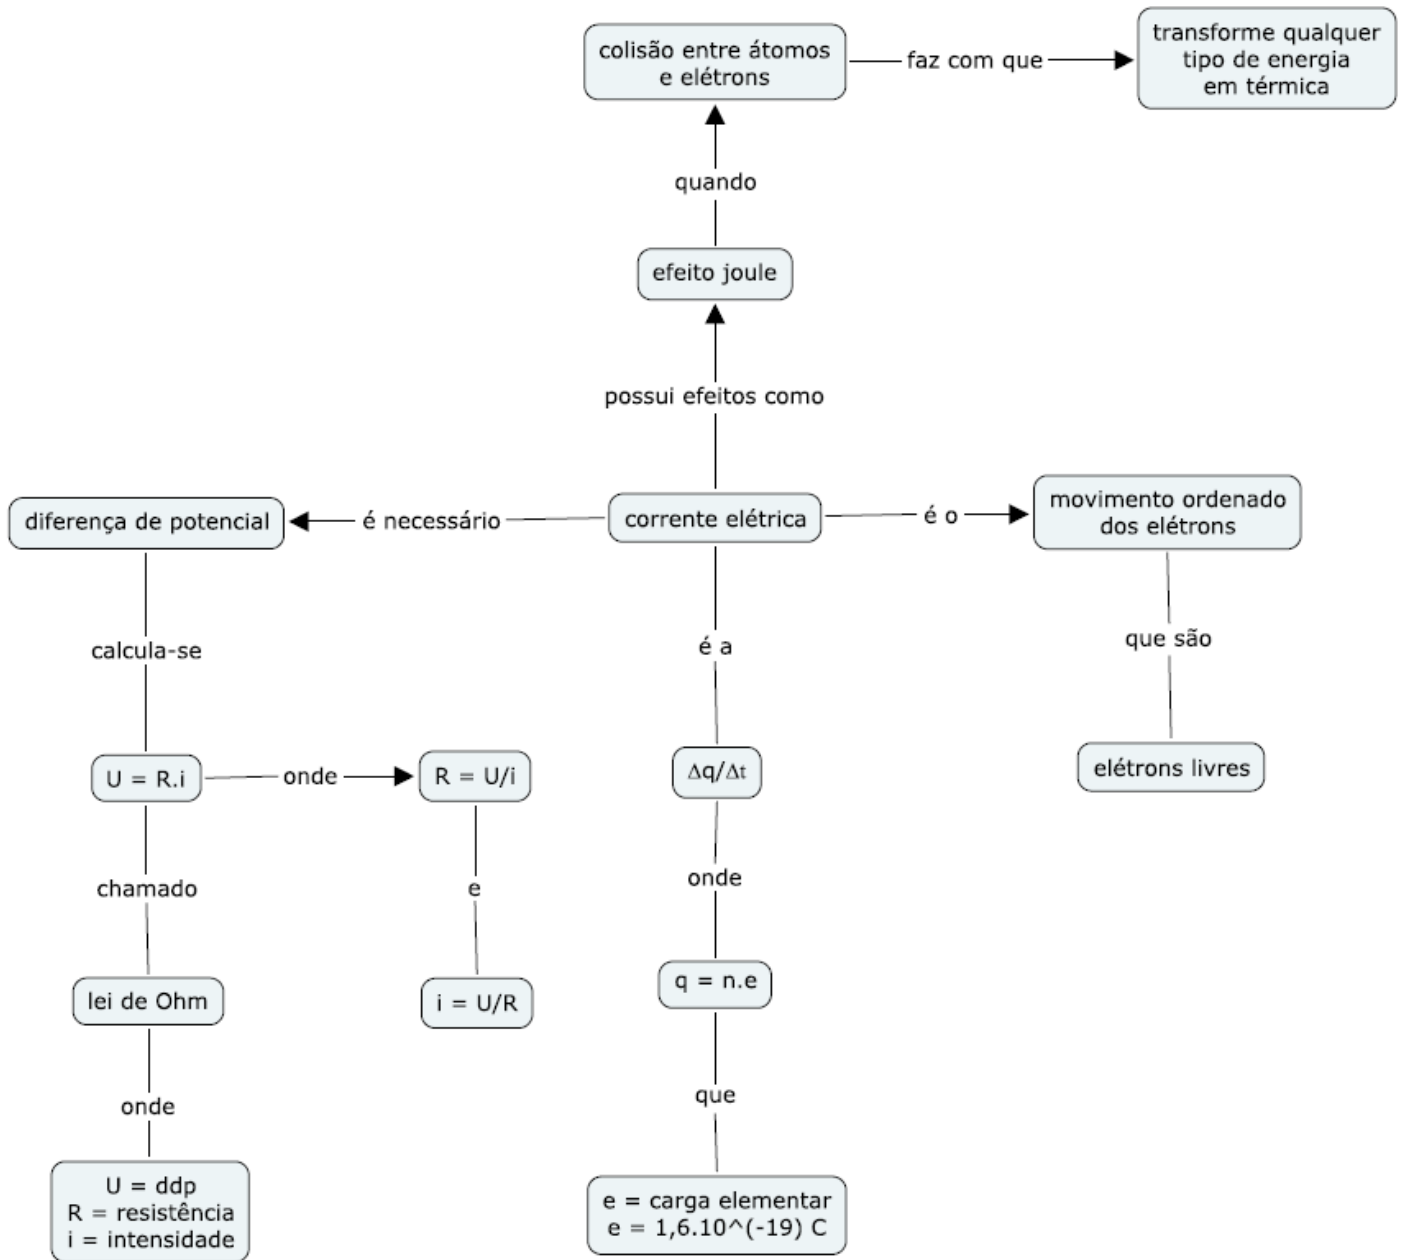 colisão entre átomos
e elétrons
faz com que
transforme qualquer
tipo de energia
em térmica
quando
efeito joule
possui efeitos como
diferença de potencial
é necessário
corrente elétrica
é o
movimento ordenado
dos elétrons
calcula-se
é a
que são
U = R.i
onde
R = U/i
Δq/Δt
elétrons livres
chamado
e
onde
lei de Ohm
i = U/R
q = n.e
onde
que
U = ddp
R = resistência
i = intensidade
e = carga elementar
e = 1,6.10^(-19) C